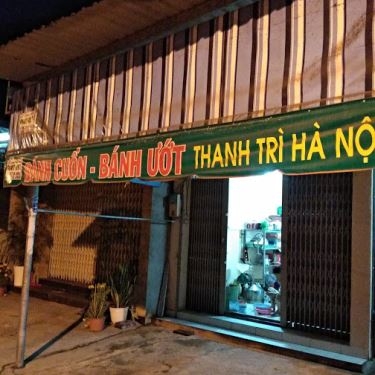 BÁNH CUỐN - BÁNH ƯỚT THANH TRÌ HÀ NỘ